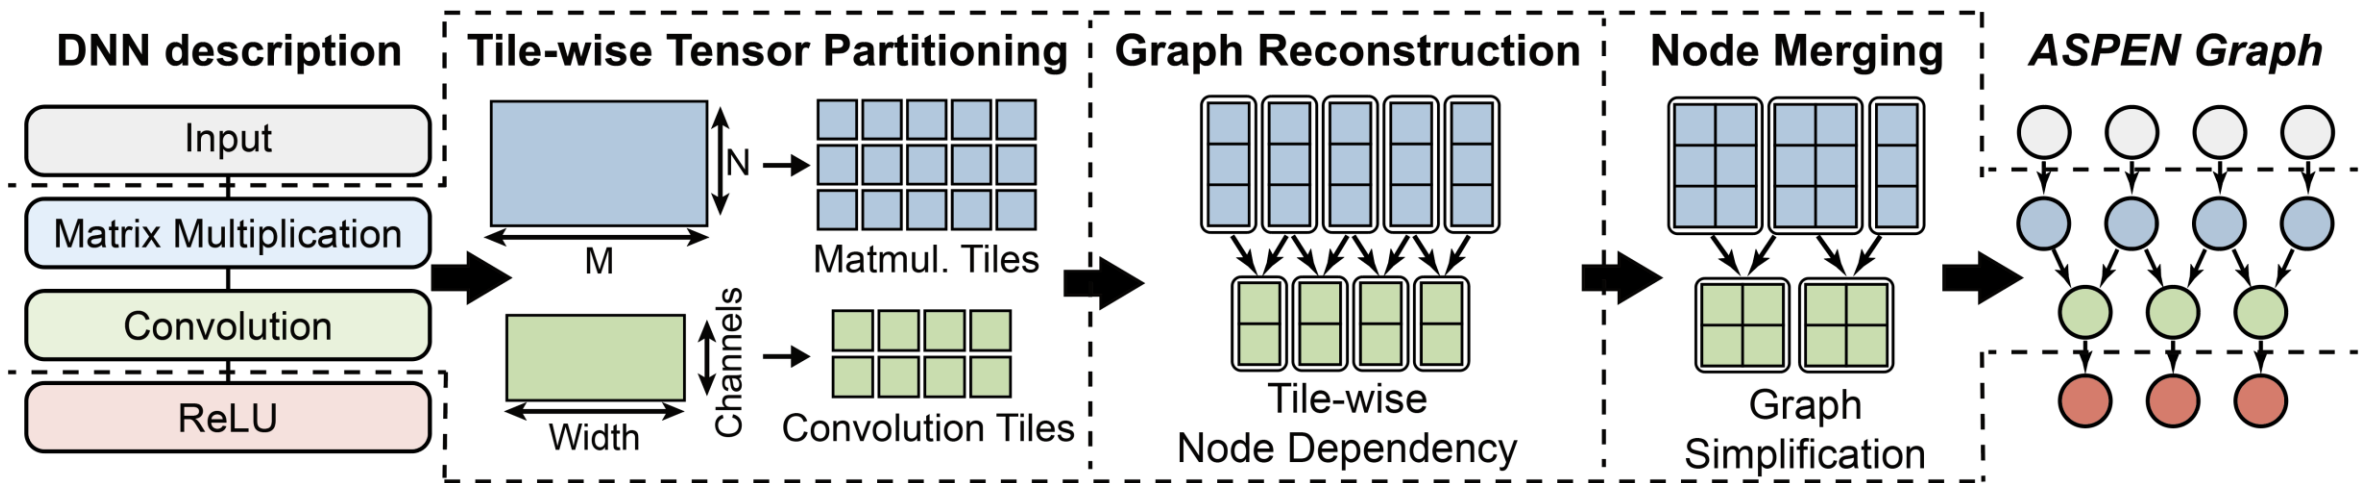 DNN description
Input
Matrix Multiplication
Convolution
ReLU
Tile-wise Tensor Partitioning
N
M
Matmul. Tiles
Channels
Width
Convolution Tiles
Graph Reconstruction
Tile-wise
Node Dependency
Node Merging
Graph
Simplification
ASPEN Graph